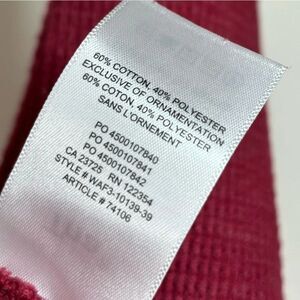 60% COTTON, 40% POLYESTER
EXCLUSIVE OF ORNAMENTATION
60% COTON, 40% POLYESTER
SANS L'ORNEMENT
PO 4500107840
PO 4500107841
PO 4500107842
CA 23725 RN 122354
STYLE # WAF3-10139-39
ARTICLE # 74106